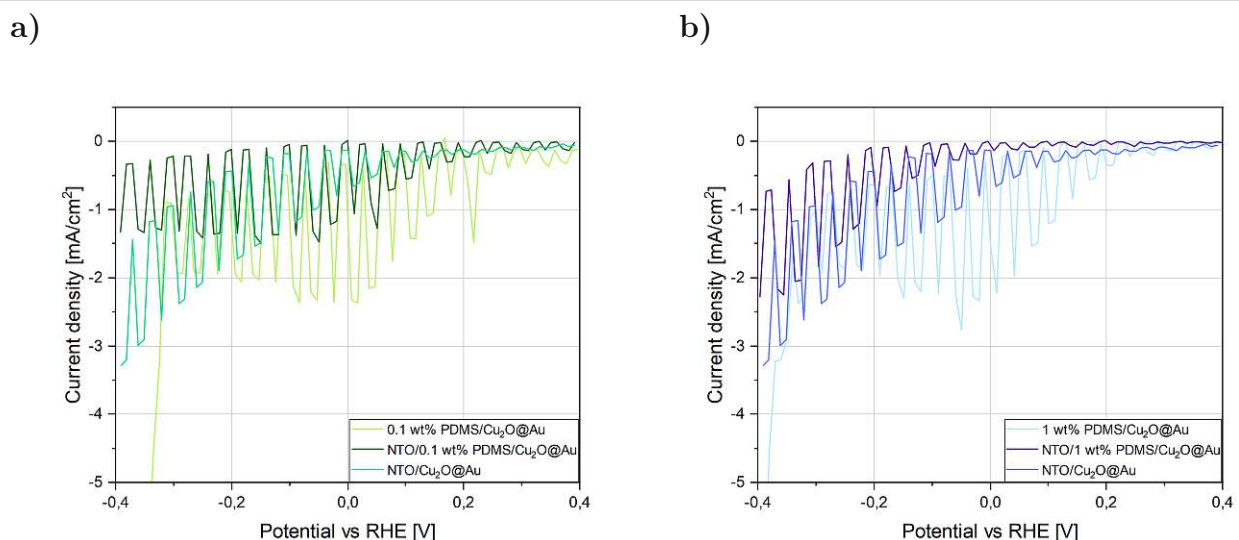 a)
b)
0
-1
-2
-3
-4
-5
Current density [mA/cm²]
-0,4
-0,2
0,0
0,2
0,4
Potential vs RHE [V]
0.1 wt% PDMS/Cu₂O@Au
NTO/0.1 wt% PDMS/Cu₂O@Au
NTO/Cu₂O@Au
0
-1
-2
-3
-4
-5
Current density [mA/cm²]
-0,4
-0,2
0,0
0,2
0,4
Potential vs RHE [V]
1 wt% PDMS/Cu₂O@Au
NTO/1 wt% PDMS/Cu₂O@Au
NTO/Cu₂O@Au